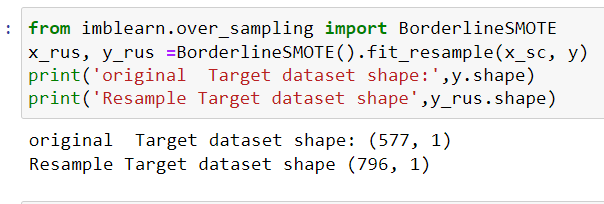 : from imblearn.over_sampling import BorderlineSMOTE
x_rus, y_rus =BorderlineSMOTE().fit_resample(x_sc, y)
print('original  Target dataset shape:',y.shape)
print('Resample Target dataset shape',y_rus.shape)
original  Target dataset shape: (577, 1)
Resample Target dataset shape (796, 1)